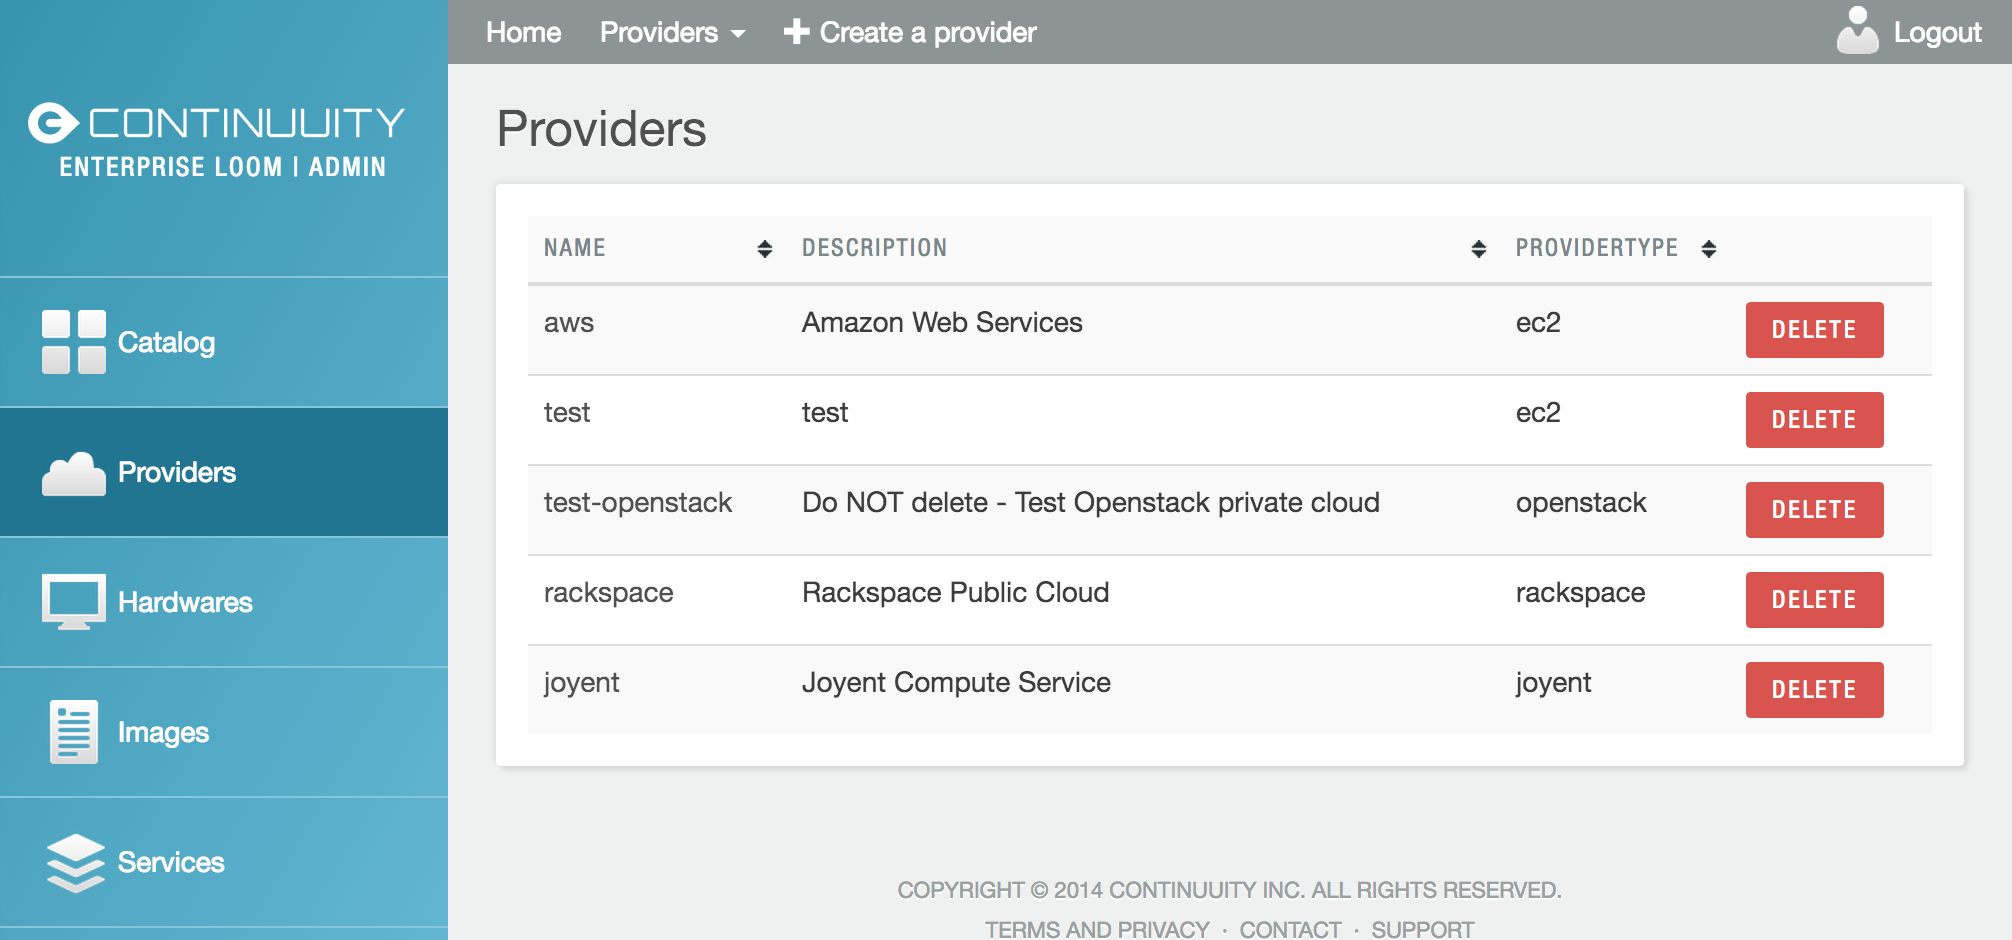 Home Providers Create a provider Logout
CONTINUUITY
ENTERPRISE LOOM | ADMIN
Catalog
Providers
Hardwares
Images
Services
Providers
NAME DESCRIPTION PROVIDERTYPE
aws Amazon Web Services ec2 DELETE
test test ec2 DELETE
test-openstack Do NOT delete - Test Openstack private cloud openstack DELETE
rackspace Rackspace Public Cloud rackspace DELETE
joyent Joyent Compute Service joyent DELETE
COPYRIGHT © 2014 CONTINUUITY INC. ALL RIGHTS RESERVED.
TERMS AND PRIVACY · CONTACT · SUPPORT